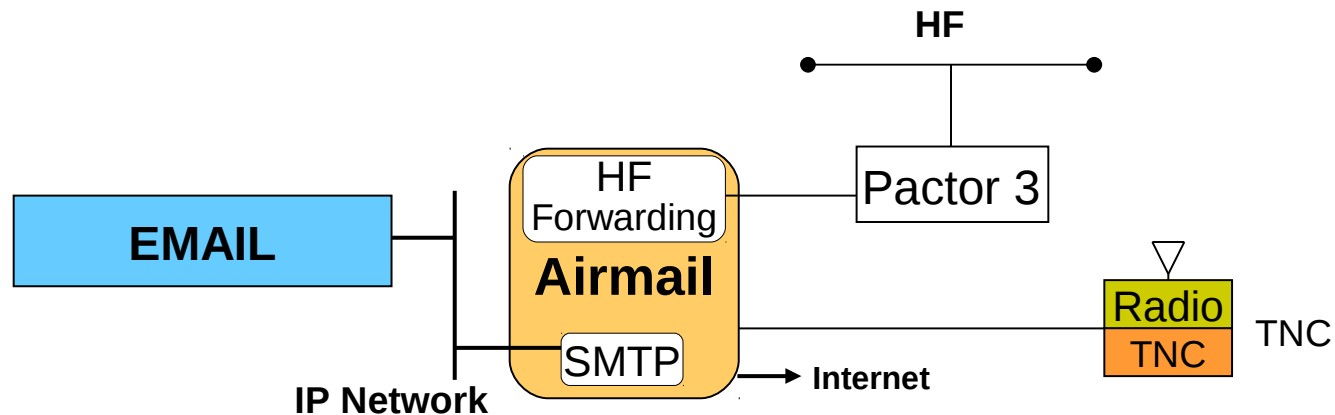 HF
HF
Forwarding
Pactor 3
EMAIL
Airmail
Radio
TNC
TNC
SMTP
Internet
IP Network